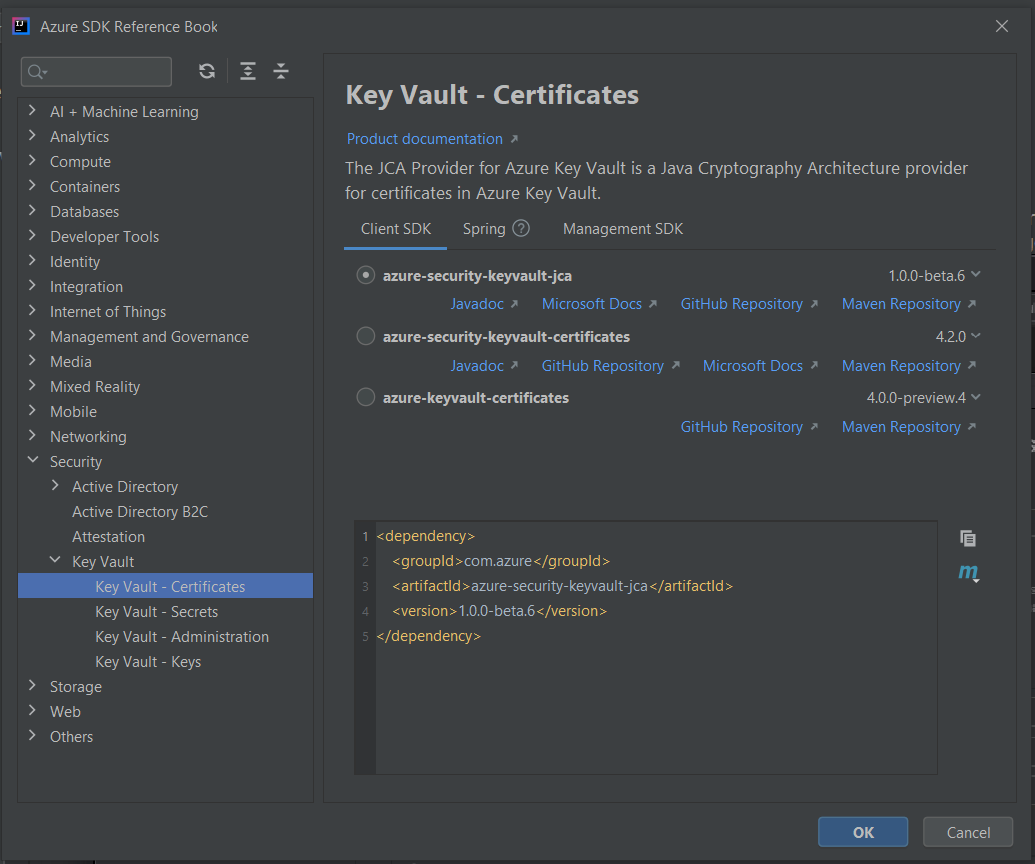 Azure SDK Reference Book
AI + Machine Learning
Analytics
Compute
Containers
Databases
Developer Tools
Identity
Integration
Internet of Things
Management and Governance
Media
Mixed Reality
Mobile
Networking
Security
Active Directory
Active Directory B2C
Attestation
Key Vault
Key Vault - Certificates
Key Vault - Secrets
Key Vault - Administration
Key Vault - Keys
Storage
Web
Others
Key Vault - Certificates
Product documentation
The JCA Provider for Azure Key Vault is a Java Cryptography Architecture provider
for certificates in Azure Key Vault.
Client SDK Spring ? Management SDK
azure-security-keyvault-jca 1.0.0-beta.6
Javadoc Microsoft Docs GitHub Repository Maven Repository
azure-security-keyvault-certificates 4.2.0
Javadoc GitHub Repository Microsoft Docs Maven Repository
azure-keyvault-certificates 4.0.0-preview.4
GitHub Repository Maven Repository
1 <dependency>
2 <groupId>com.azure</groupId>
3 <artifactId>azure-security-keyvault-jca</artifactId>
4 <version>1.0.0-beta.6</version>
5 </dependency>
m
OK Cancel